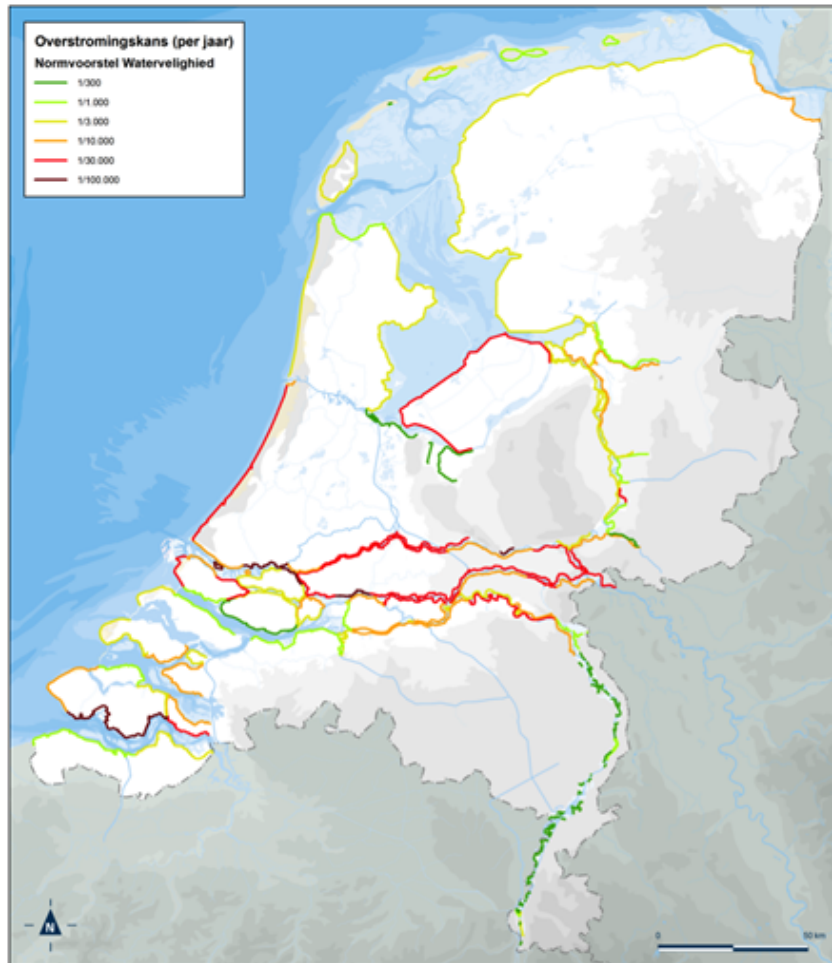 Overstromingskans (per jaar)
Normvoorstel Watervelighied
1/300
1/1.000
1/3.000
1/10.000
1/30.000
1/100.000
N
0
50 km